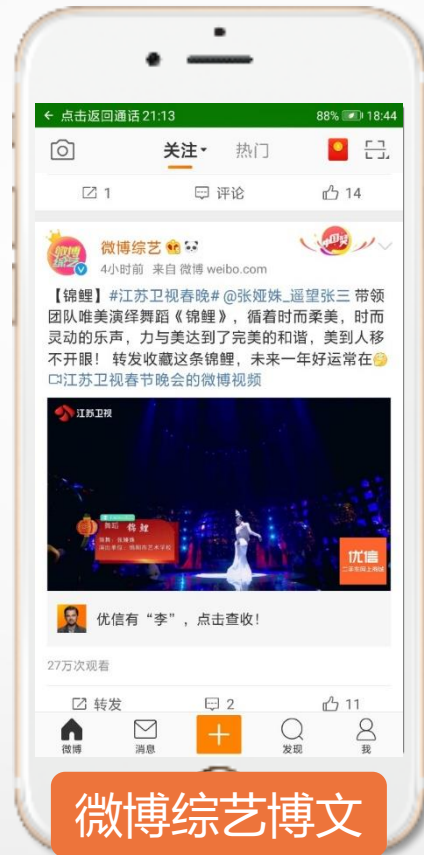 点击返回通话 21:13 88% 18:44
关注 热门
1 评论 14
微博综艺
4小时前 来自 微博 weibo.com
【锦鲤】#江苏卫视春晚# @张娅姝_遥望张三 带领
团队唯美演绎舞蹈《锦鲤》，循着时而柔美，时而
灵动的乐声，力与美达到了完美的和谐，美到人移
不开眼！ 转发收藏这条锦鲤，未来一年好运常在
江苏卫视春节晚会的微博视频
江苏卫视
舞蹈 锦鲤
优信
优信有“李”，点击查收！
27万次观看
转发 2 11
微博 消息 发现 我
微博综艺博文